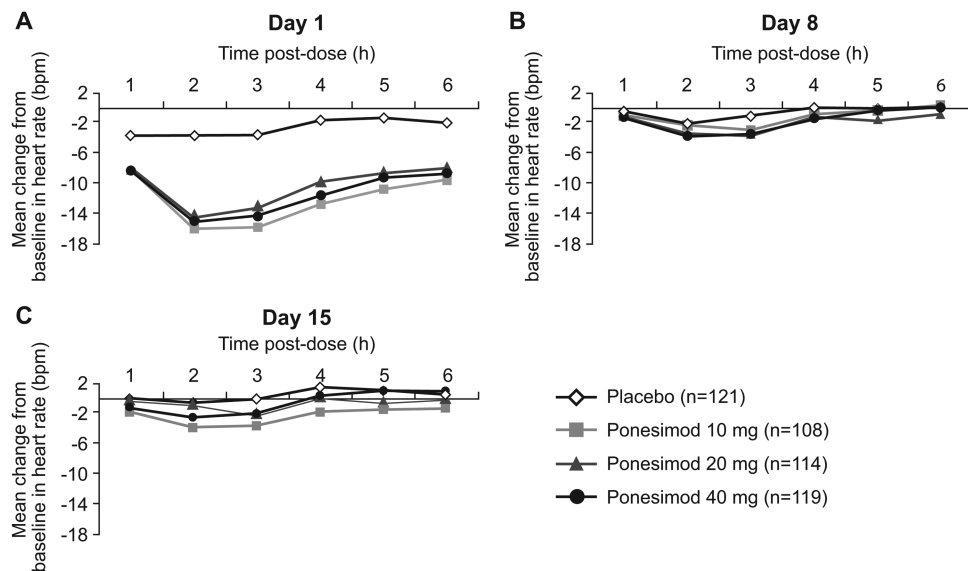 A
Day 1
Time post-dose (h)
1 2 3 4 5 6
Mean change from
baseline in heart rate (bpm)
2
-2
-6
-10
-14
-18
B
Day 8
Time post-dose (h)
1 2 3 4 5 6
Mean change from
baseline in heart rate (bpm)
2
-2
-6
-10
-14
-18
C
Day 15
Time post-dose (h)
1 2 3 4 5 6
Mean change from
baseline in heart rate (bpm)
2
-2
-6
-10
-14
-18
Placebo (n=121)
Ponesimod 10 mg (n=108)
Ponesimod 20 mg (n=114)
Ponesimod 40 mg (n=119)